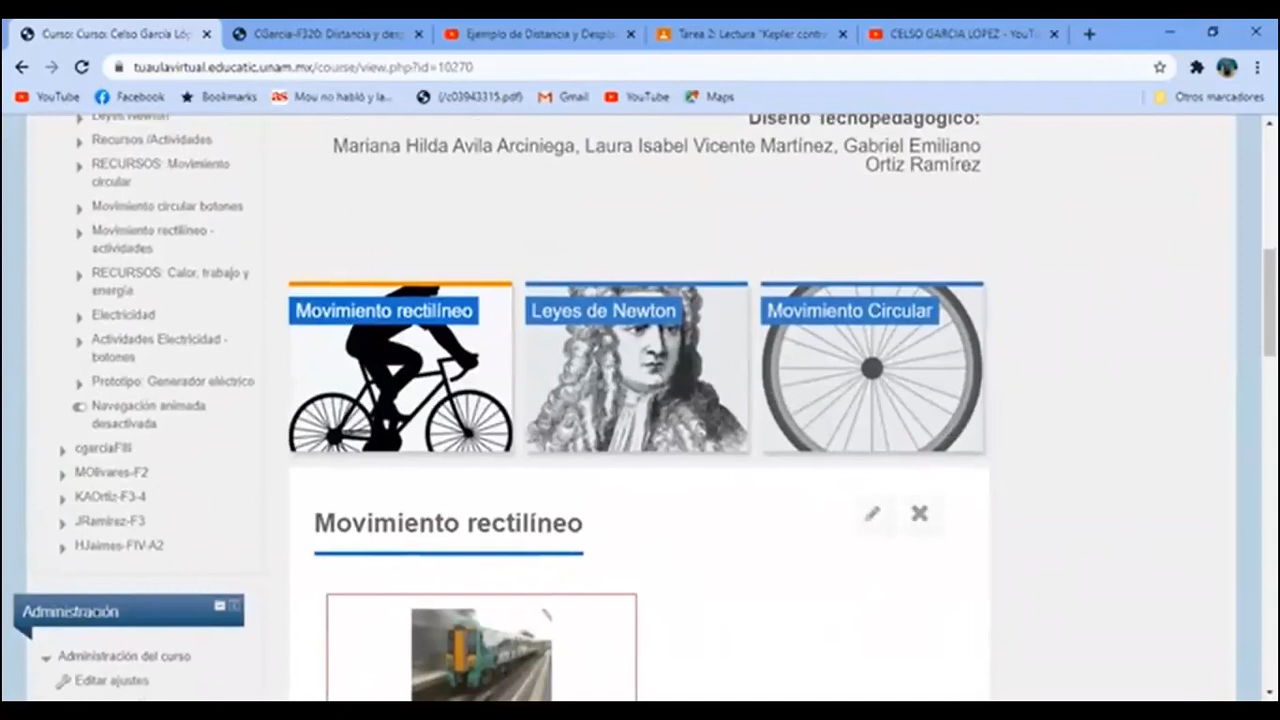 Curso: Curso: Celso García Lóp
CGarcia-F320: Distancia y desp
Ejemplo de Distancia y Despla
Tarea 2: Lectura "Kepler contra
CELSO GARCIA LOPEZ - YouTu
tuaulavirtual.educatic.unam.mx/course/view.php?id=10270
YouTube
Facebook
Bookmarks
Mou no habló y la...
(/c03943315.pdf)
Gmail
YouTube
Maps
Otros marcadores
Leyes Newton
Recursos /Actividades
RECURSOS: Movimiento
circular
Movimiento circular botones
Movimiento rectilíneo -
actividades
RECURSOS: Calor, trabajo y
energía
Electricidad
Actividades Electricidad -
botones
Prototipo: Generador eléctrico
Navegación animada
desactivada
cgarciaFIII
MOlivares-F2
KAOrtiz-F3-4
JRamírez-F3
HJaimes-FIV-A2
Administración
Administración del curso
Editar ajustes
Diseño Tecnopedagógico:
Mariana Hilda Avila Arciniega, Laura Isabel Vicente Martínez, Gabriel Emiliano
Ortiz Ramírez
Movimiento rectilíneo
Leyes de Newton
Movimiento Circular
Movimiento rectilíneo